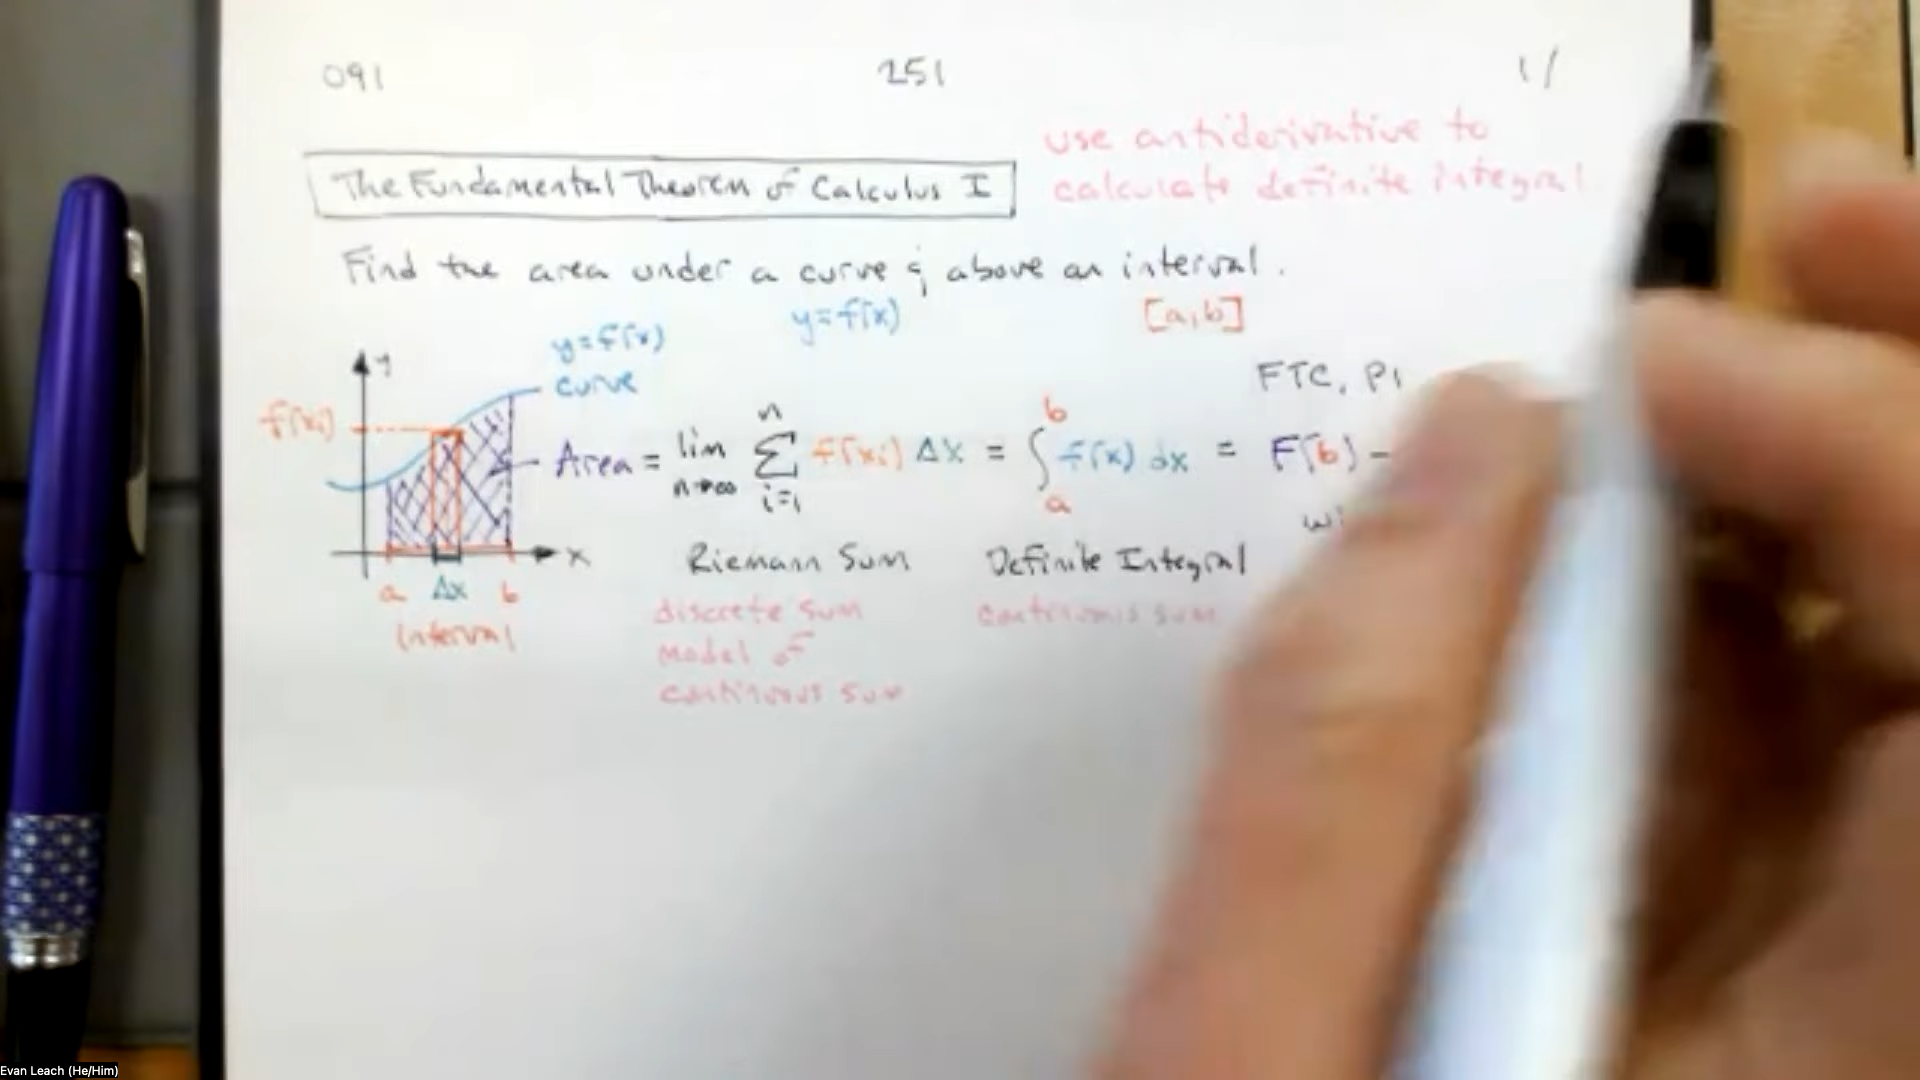 091 251 1/
The Fundamental Theorem of Calculus I
use antiderivative to
calculate definite integral
Find the area under a curve & above an interval.
y=f(x) [a,b]
y
y=f(x)
curve
f(xi)
FTC, P1
Area = lim n→∞ n Σ i=1 f(xi) Δx = ∫ b a f(x) dx = F(b) -
x
a Δx b
Interval
Riemann Sum
discrete sum
model of
continuous sum
Definite Integral
continuous sum
Evan Leach (He/Him)